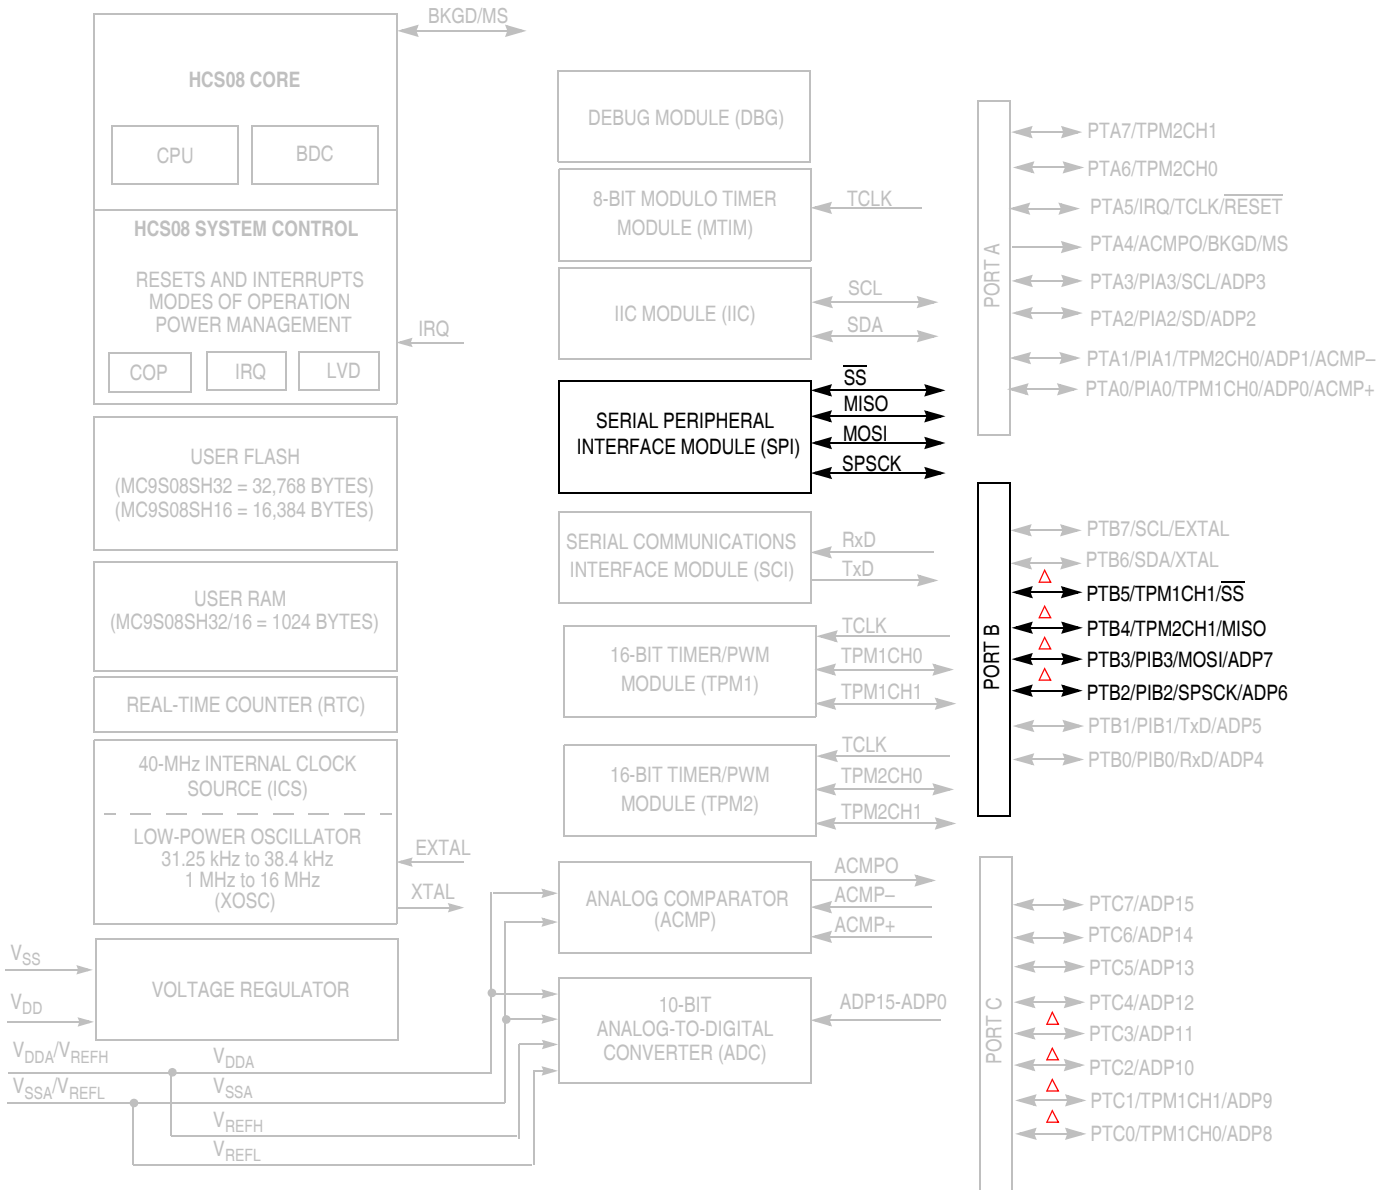 BKGD/MS
HCS08 CORE
CPU
BDC
HCS08 SYSTEM CONTROL
RESETS AND INTERRUPTS
MODES OF OPERATION
POWER MANAGEMENT
IRQ
COP
IRQ
LVD
USER FLASH
(MC9S08SH32 = 32,768 BYTES)
(MC9S08SH16 = 16,384 BYTES)
USER RAM
(MC9S08SH32/16 = 1024 BYTES)
REAL-TIME COUNTER (RTC)
40-MHz INTERNAL CLOCK
SOURCE (ICS)
LOW-POWER OSCILLATOR
31.25 kHz to 38.4 kHz
1 MHz to 16 MHz
(XOSC)
EXTAL
XTAL
VSS
VDD
VOLTAGE REGULATOR
VDDA/VREFH
VSSA/VREFL
VDDA
VSSA
VREFH
VREFL
DEBUG MODULE (DBG)
8-BIT MODULO TIMER
MODULE (MTIM)
TCLK
IIC MODULE (IIC)
SCL
SDA
SERIAL PERIPHERAL
INTERFACE MODULE (SPI)
SS
MISO
MOSI
SPSCK
SERIAL COMMUNICATIONS
INTERFACE MODULE (SCI)
RxD
TxD
16-BIT TIMER/PWM
MODULE (TPM1)
TCLK
TPM1CH0
TPM1CH1
16-BIT TIMER/PWM
MODULE (TPM2)
TCLK
TPM2CH0
TPM2CH1
ANALOG COMPARATOR
(ACMP)
ACMPO
ACMP–
ACMP+
10-BIT
ANALOG-TO-DIGITAL
CONVERTER (ADC)
ADP15-ADP0
PORT A
PTA7/TPM2CH1
PTA6/TPM2CH0
PTA5/IRQ/TCLK/RESET
PTA4/ACMPO/BKGD/MS
PTA3/PIA3/SCL/ADP3
PTA2/PIA2/SD/ADP2
PTA1/PIA1/TPM2CH0/ADP1/ACMP–
PTA0/PIA0/TPM1CH0/ADP0/ACMP+
PORT B
PTB7/SCL/EXTAL
PTB6/SDA/XTAL
PTB5/TPM1CH1/SS
PTB4/TPM2CH1/MISO
PTB3/PIB3/MOSI/ADP7
PTB2/PIB2/SPSCK/ADP6
PTB1/PIB1/TxD/ADP5
PTB0/PIB0/RxD/ADP4
PORT C
PTC7/ADP15
PTC6/ADP14
PTC5/ADP13
PTC4/ADP12
PTC3/ADP11
PTC2/ADP10
PTC1/TPM1CH1/ADP9
PTC0/TPM1CH0/ADP8